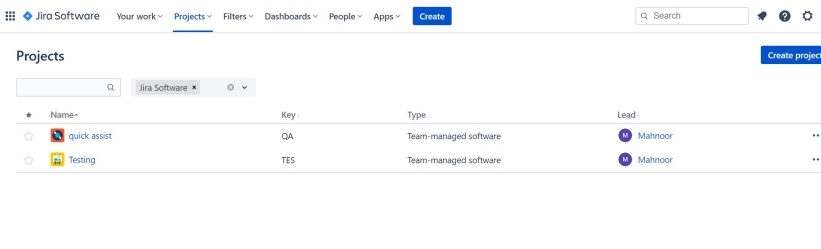 Jira Software Your work Projects Filters Dashboards People Apps Create Search
Projects Create project
Jira Software ×
Name Key Type Lead
quick assist QA Team-managed software M Mahnoor
Testing TES Team-managed software M Mahnoor